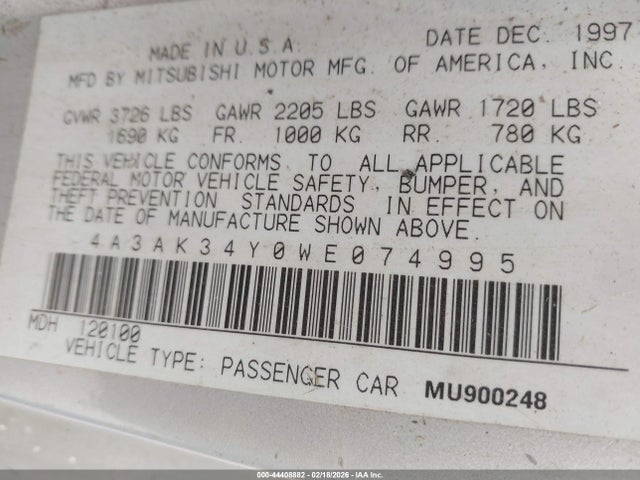 MADE IN U.S.A. DATE DEC. 1997
MFD BY MITSUBISHI MOTOR MFG. OF AMERICA, INC.
GVWR 3726 LBS GAWR 2205 LBS GAWR 1720 LBS
1690 KG FR. 1000 KG RR. 780 KG
THIS VEHICLE CONFORMS TO ALL APPLICABLE
FEDERAL MOTOR VEHICLE SAFETY, BUMPER, AND
THEFT PREVENTION STANDARDS IN EFFECT ON
THE DATE OF MANUFACTURE SHOWN ABOVE.
4A3AK34Y0WE074995
MDH 120100
VEHICLE TYPE: PASSENGER CAR MU900248
000-44408882 - 02/18/2026 - IAA Inc.